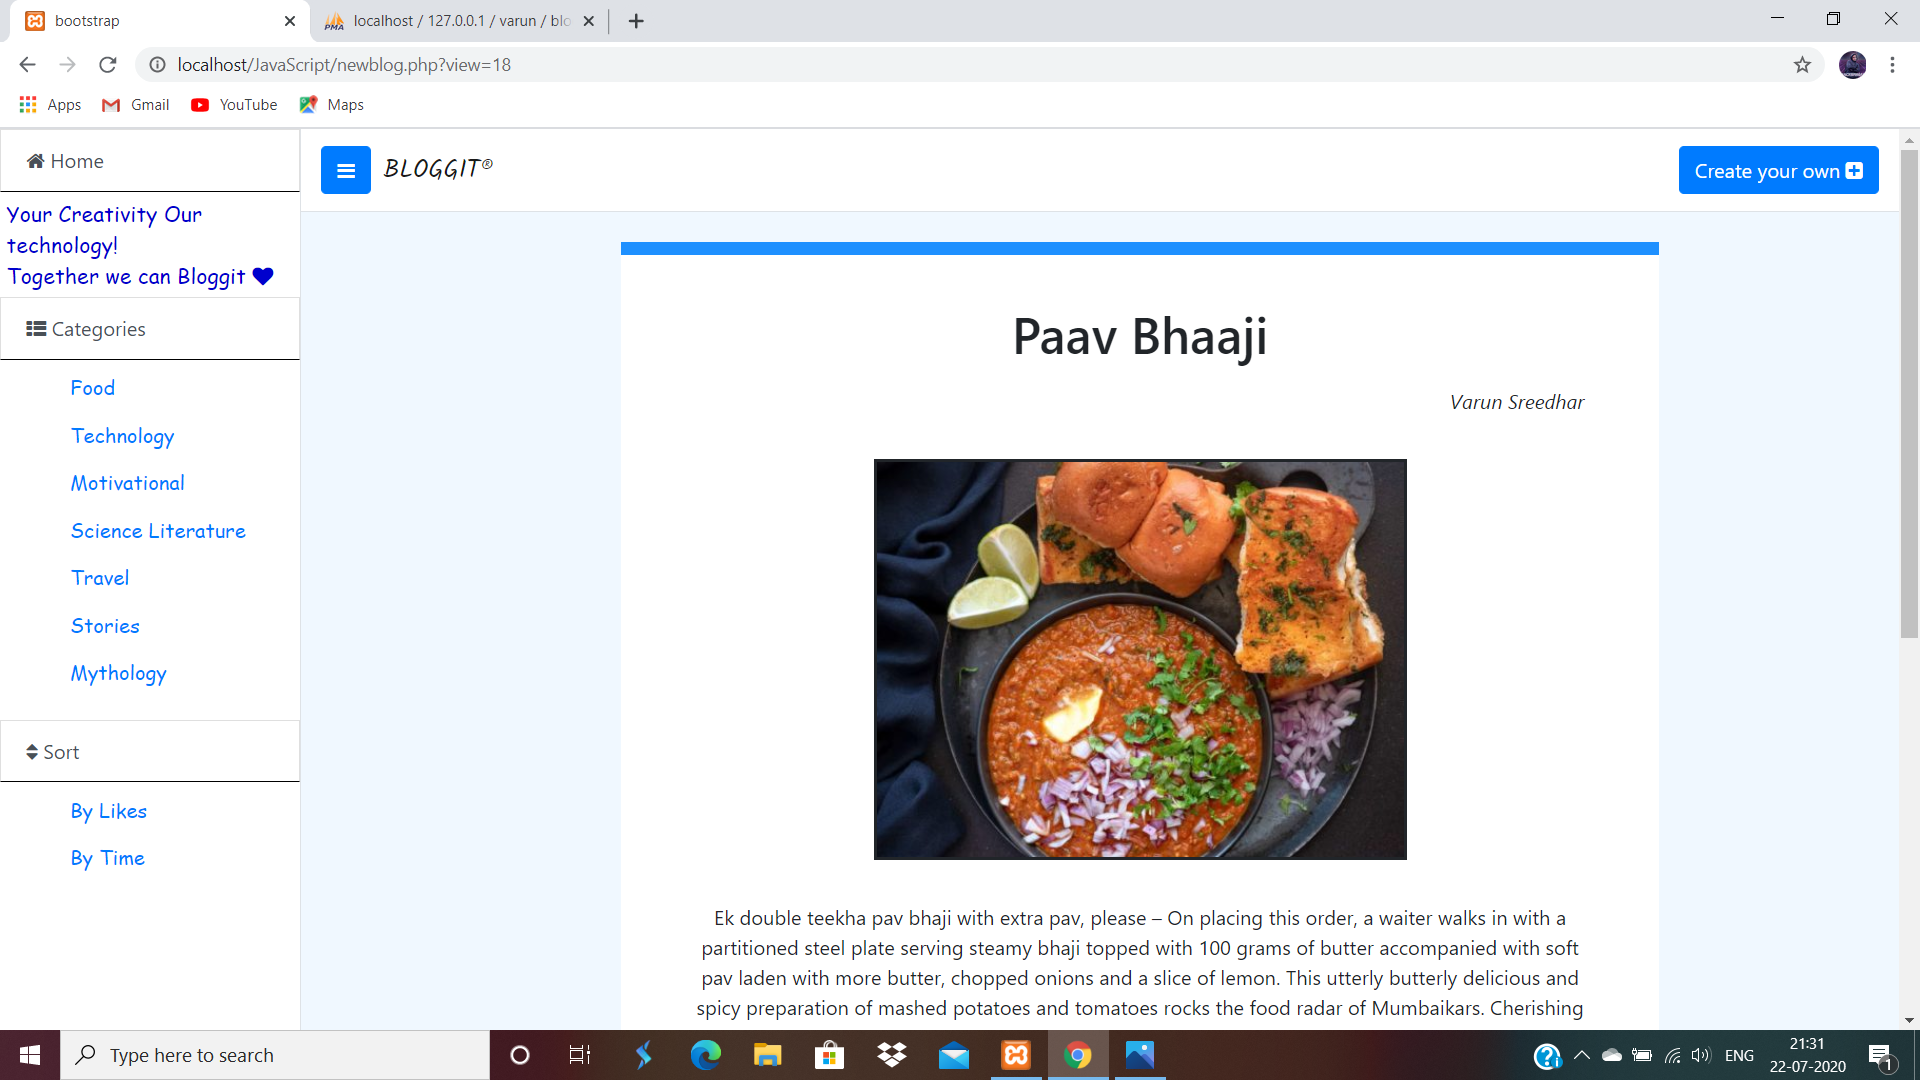 bootstrap
localhost / 127.0.0.1 / varun / blo
localhost/JavaScript/newblog.php?view=18
Apps
Gmail
YouTube
Maps
Home
Your Creativity Our
technology!
Together we can Bloggit
Categories
Food
Technology
Motivational
Science Literature
Travel
Stories
Mythology
Sort
By Likes
By Time
BLOGGIT®
Create your own
Paav Bhaaji
Varun Sreedhar
Ek double teekha pav bhaji with extra pav, please – On placing this order, a waiter walks in with a
partitioned steel plate serving steamy bhaji topped with 100 grams of butter accompanied with soft
pav laden with more butter, chopped onions and a slice of lemon. This utterly butterly delicious and
spicy preparation of mashed potatoes and tomatoes rocks the food radar of Mumbaikars. Cherishing
Type here to search
ENG
21:31
22-07-2020
1